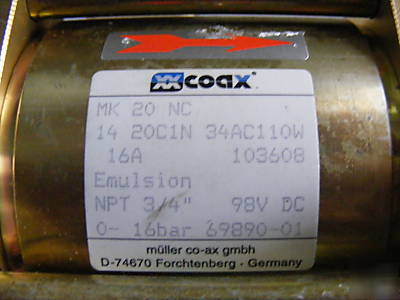 coax
MK 20 NC
14 20C1N 34AC110W
16A 103608
Emulsion
NPT 3/4" 98V DC
0- 16bar 69890-01
müller co-ax gmbh
D-74670 Forchtenberg - Germany